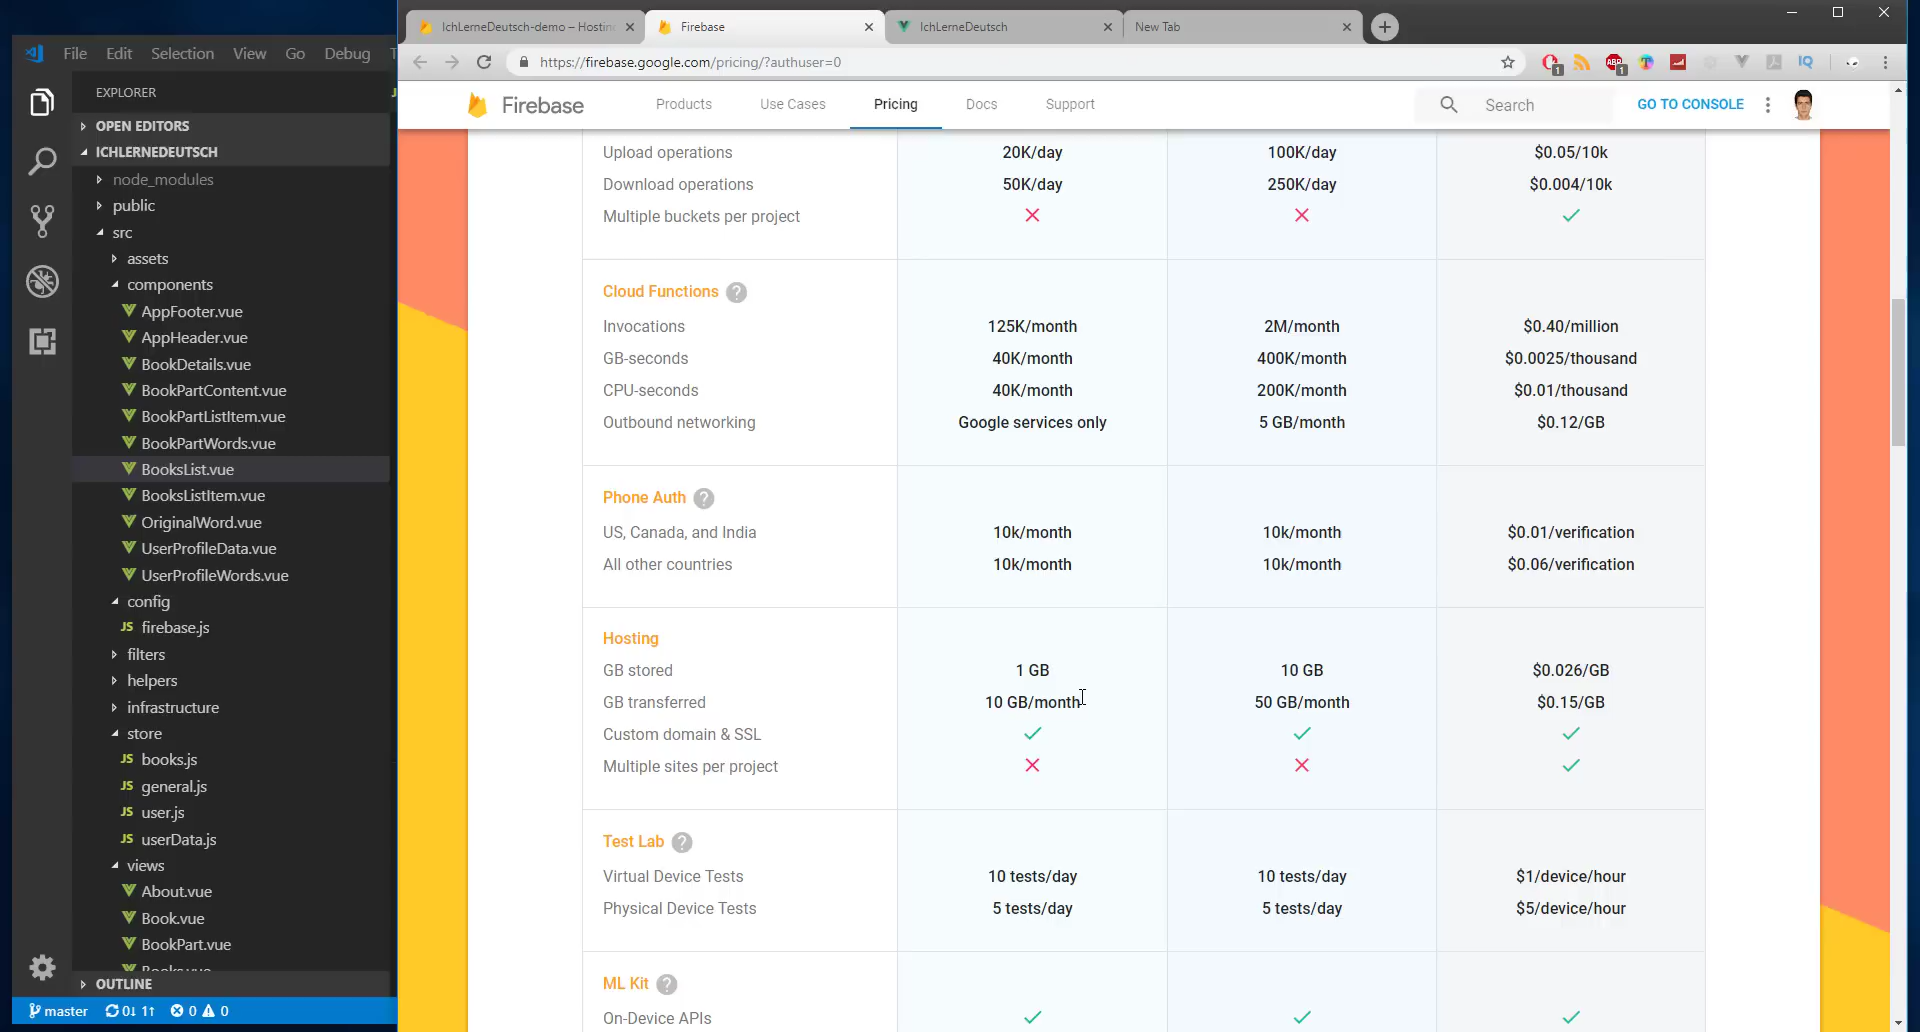 File Edit Selection View Go Debug
EXPLORER
OPEN EDITORS
ICHLERNEDEUTSCH
node_modules
public
src
assets
components
AppFooter.vue
AppHeader.vue
BookDetails.vue
BookPartContent.vue
BookPartListItem.vue
BookPartWords.vue
BooksList.vue
BooksListItem.vue
OriginalWord.vue
UserProfileData.vue
UserProfileWords.vue
config
JS firebase.js
filters
helpers
infrastructure
store
JS books.js
JS general.js
JS user.js
JS userData.js
views
About.vue
Book.vue
BookPart.vue
OUTLINE
master 0↓ 1↑ 0 0
IchLerneDeutsch-demo – Hostin
Firebase
IchLerneDeutsch
New Tab
https://firebase.google.com/pricing/?authuser=0
1 ABP 1 IQ
Firebase Products Use Cases Pricing Docs Support Search GO TO CONSOLE
Upload operations 20K/day 100K/day $0.05/10k
Download operations 50K/day 250K/day $0.004/10k
Multiple buckets per project
Cloud Functions ?
Invocations 125K/month 2M/month $0.40/million
GB-seconds 40K/month 400K/month $0.0025/thousand
CPU-seconds 40K/month 200K/month $0.01/thousand
Outbound networking Google services only 5 GB/month $0.12/GB
Phone Auth ?
US, Canada, and India 10k/month 10k/month $0.01/verification
All other countries 10k/month 10k/month $0.06/verification
Hosting
GB stored 1 GB 10 GB $0.026/GB
GB transferred 10 GB/month 50 GB/month $0.15/GB
Custom domain & SSL
Multiple sites per project
Test Lab ?
Virtual Device Tests 10 tests/day 10 tests/day $1/device/hour
Physical Device Tests 5 tests/day 5 tests/day $5/device/hour
ML Kit ?
On-Device APIs